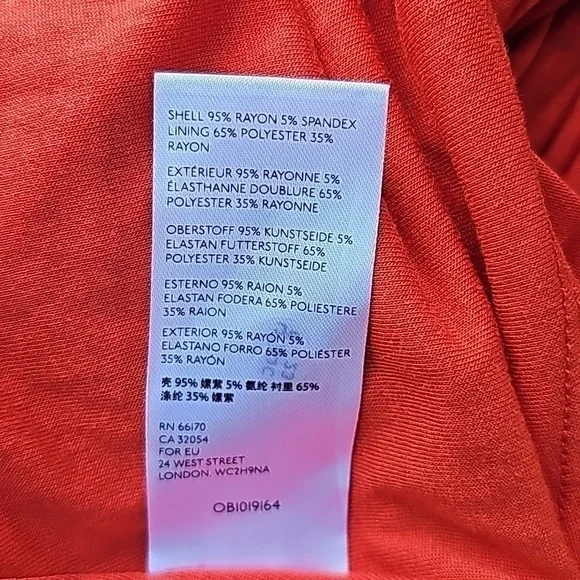 SHELL 95% RAYON 5% SPANDEX
LINING 65% POLYESTER 35%
RAYON
EXTÉRIEUR 95% RAYONNE 5%
ÉLASTHANNE DOUBLURE 65%
POLYESTER 35% RAYONNE
OBERSTOFF 95% KUNSTSEIDE 5%
ELASTAN FUTTERSTOFF 65%
POLYESTER 35% KUNSTSEIDE
ESTERNO 95% RAION 5%
ELASTAN FODERA 65% POLIESTERE
35% RAION
EXTERIOR 95% RAYÓN 5%
ELASTANO FORRO 65% POLIÉSTER
35% RAYÓN
壳 95% 嫘萦 5% 氨纶 衬里 65%
涤纶 35% 嫘萦
RN 66170
CA 32054
FOR EU
24 WEST STREET
LONDON, WC2H9NA
OB1019164